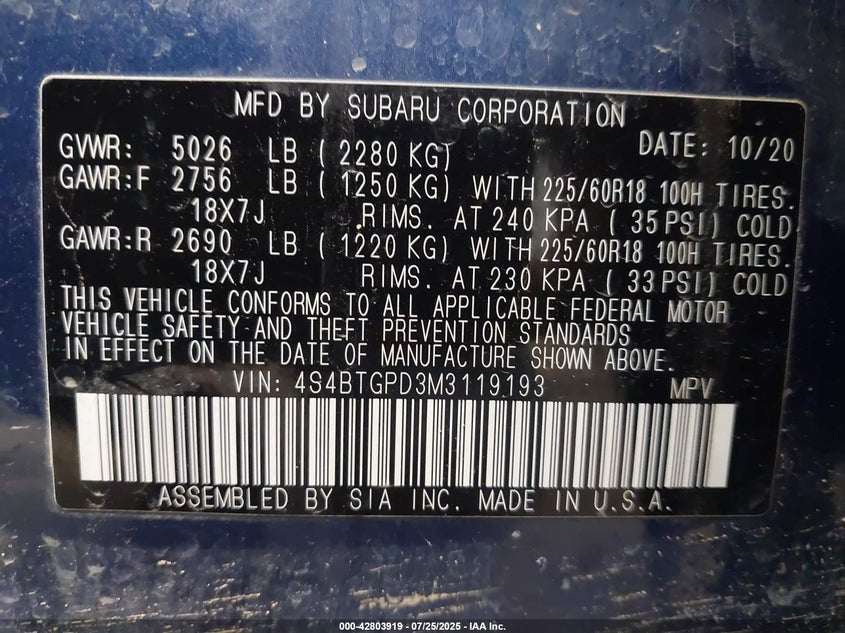 MFD BY SUBARU CORPORATION
GVWR: 5026 LB ( 2280 KG) DATE: 10/20
GAWR:F 2756 LB ( 1250 KG) WITH 225/60R18 100H TIRES.
18X7J RIMS. AT 240 KPA ( 35 PSI) COLD
GAWR:R 2690 LB ( 1220 KG) WITH 225/60R18 100H TIRES.
18X7J RIMS. AT 230 KPA ( 33 PSI) COLD
THIS VEHICLE CONFORMS TO ALL APPLICABLE FEDERAL MOTOR
VEHICLE SAFETY AND THEFT PREVENTION STANDARDS
IN EFFECT ON THE DATE OF MANUFACTURE SHOWN ABOVE.
VIN: 4S4BTGPD3M3119193 MPV
ASSEMBLED BY SIA INC. MADE IN U.S.A.
000-42803919 - 07/25/2025 - IAA Inc.